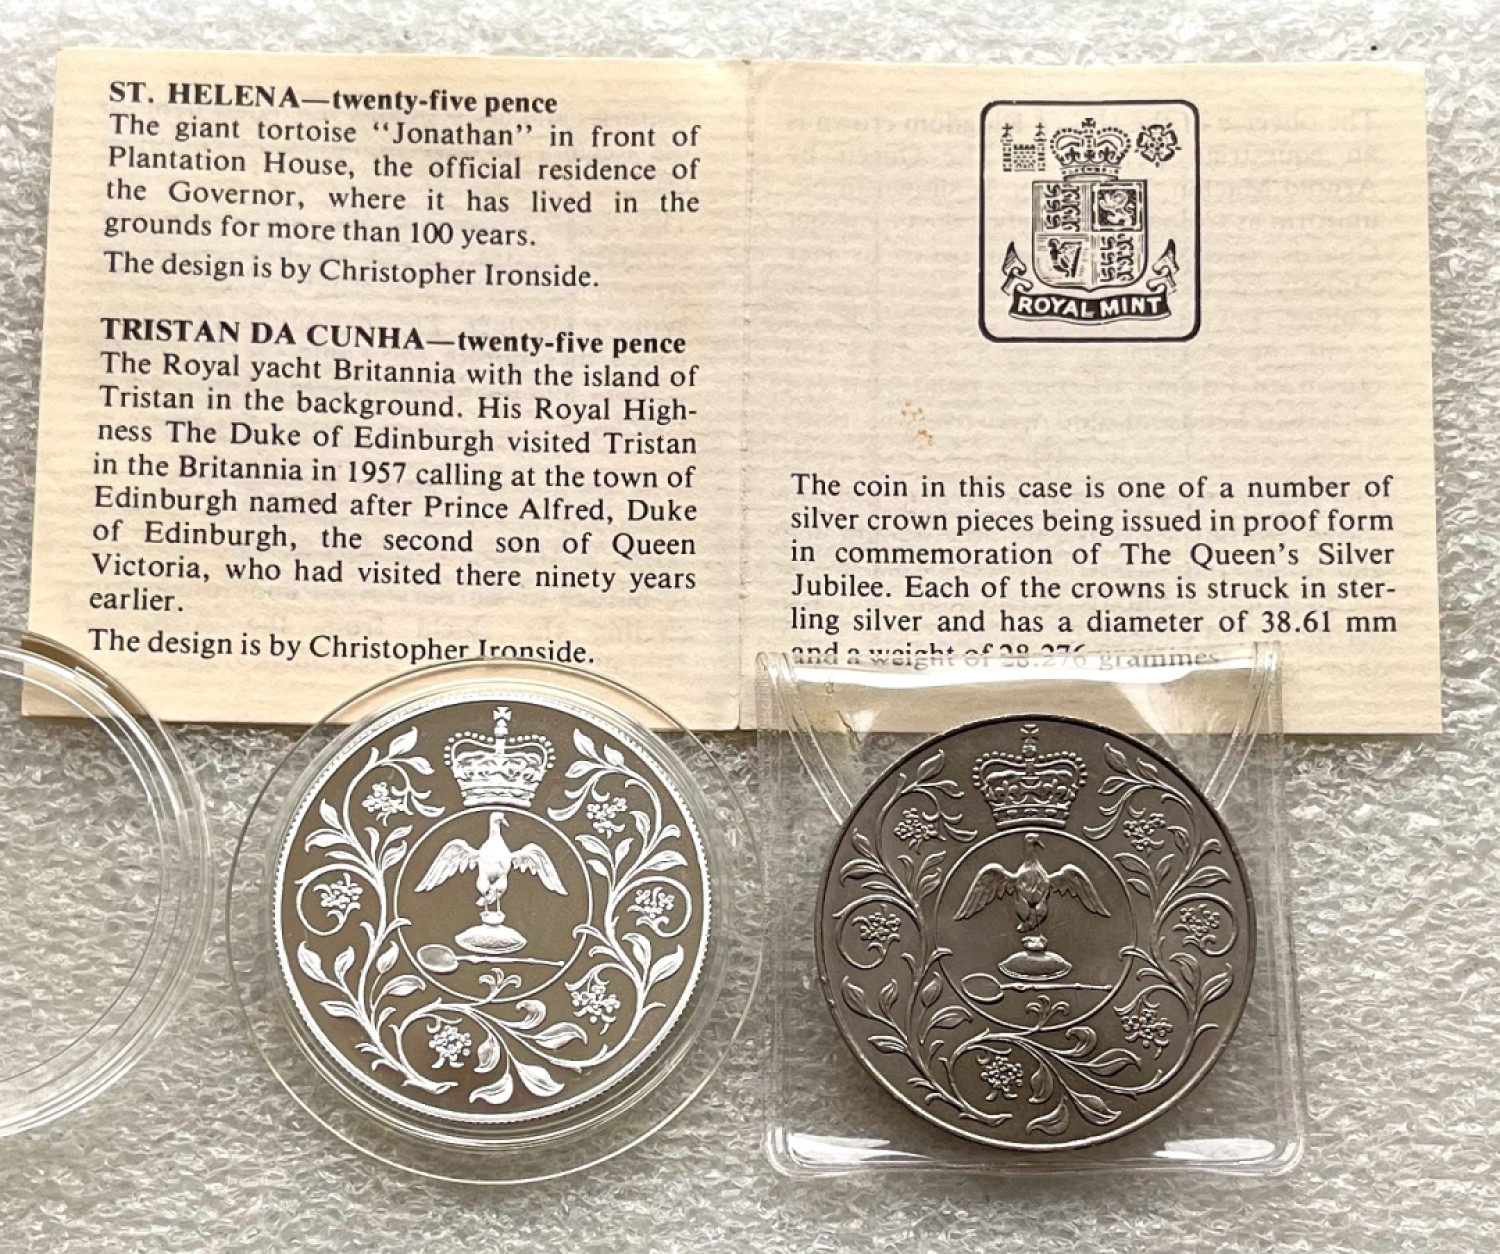 ST. HELENA—twenty-five pence
The giant tortoise “Jonathan” in front of
Plantation House, the official residence of
the Governor, where it has lived in the
grounds for more than 100 years.
The design is by Christopher Ironside.
TRISTAN DA CUNHA—twenty-five pence
The Royal yacht Britannia with the island of
Tristan in the background. His Royal High-
ness The Duke of Edinburgh visited Tristan
in the Britannia in 1957 calling at the town of
Edinburgh named after Prince Alfred, Duke
of Edinburgh, the second son of Queen
Victoria, who had visited there ninety years
earlier.
The design is by Christopher Ironside.
ROYAL MINT
The coin in this case is one of a number of
silver crown pieces being issued in proof form
in commemoration of The Queen’s Silver
Jubilee. Each of the crowns is struck in ster-
ling silver and has a diameter of 38.61 mm
and a weight of 28.276 grammes